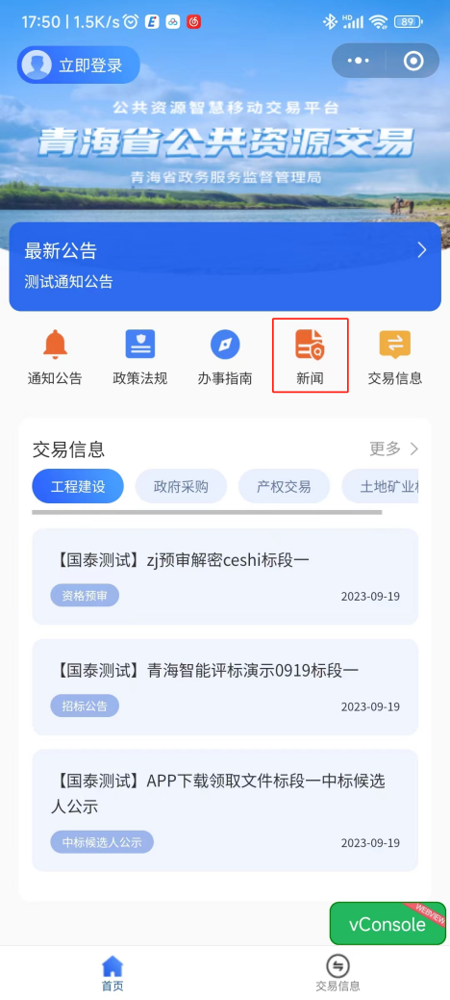 17:50 | 1.5K/s
HD
89
立即登录
公共资源智慧移动交易平台
青海省公共资源交易
青海省政务服务监督管理局
最新公告
测试通知公告
通知公告
政策法规
办事指南
新闻
交易信息
交易信息
更多
工程建设
政府采购
产权交易
土地矿业
【国泰测试】zj预审解密ceshi标段一
资格预审
2023-09-19
【国泰测试】青海智能评标演示0919标段一
招标公告
2023-09-19
【国泰测试】APP下载领取文件标段一中标候选
人公示
中标候选人公示
2023-09-19
WEBVIEW
vConsole
首页
交易信息